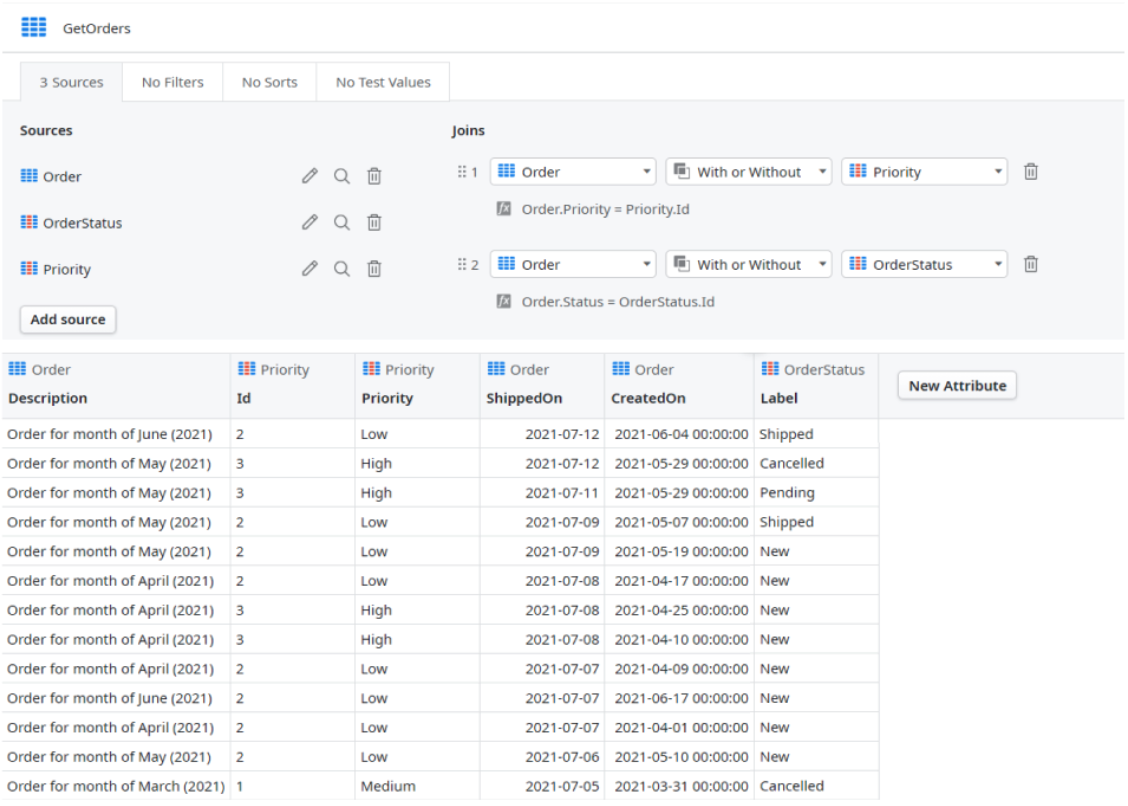 GetOrders
3 Sources No Filters No Sorts No Test Values
Sources Joins
Order 1 Order With or Without Priority
Order.Priority = Priority.Id
OrderStatus
Priority 2 Order With or Without OrderStatus
fx Order.Status = OrderStatus.Id
Add source
Order Priority Priority Order Order OrderStatus
Description Id Priority ShippedOn CreatedOn Label New Attribute
Order for month of June (2021) 2 Low 2021-07-12 2021-06-04 00:00:00 Shipped
Order for month of May (2021) 3 High 2021-07-12 2021-05-29 00:00:00 Cancelled
Order for month of May (2021) 3 High 2021-07-11 2021-05-29 00:00:00 Pending
Order for month of May (2021) 2 Low 2021-07-09 2021-05-07 00:00:00 Shipped
Order for month of May (2021) 2 Low 2021-07-09 2021-05-19 00:00:00 New
Order for month of April (2021) 2 Low 2021-07-08 2021-04-17 00:00:00 New
Order for month of April (2021) 3 High 2021-07-08 2021-04-25 00:00:00 New
Order for month of April (2021) 3 High 2021-07-08 2021-04-10 00:00:00 New
Order for month of April (2021) 2 Low 2021-07-07 2021-04-09 00:00:00 New
Order for month of June (2021) 2 Low 2021-07-07 2021-06-17 00:00:00 New
Order for month of April (2021) 2 Low 2021-07-07 2021-04-01 00:00:00 New
Order for month of May (2021) 2 Low 2021-07-06 2021-05-10 00:00:00 New
Order for month of March (2021) 1 Medium 2021-07-05 2021-03-31 00:00:00 Cancelled